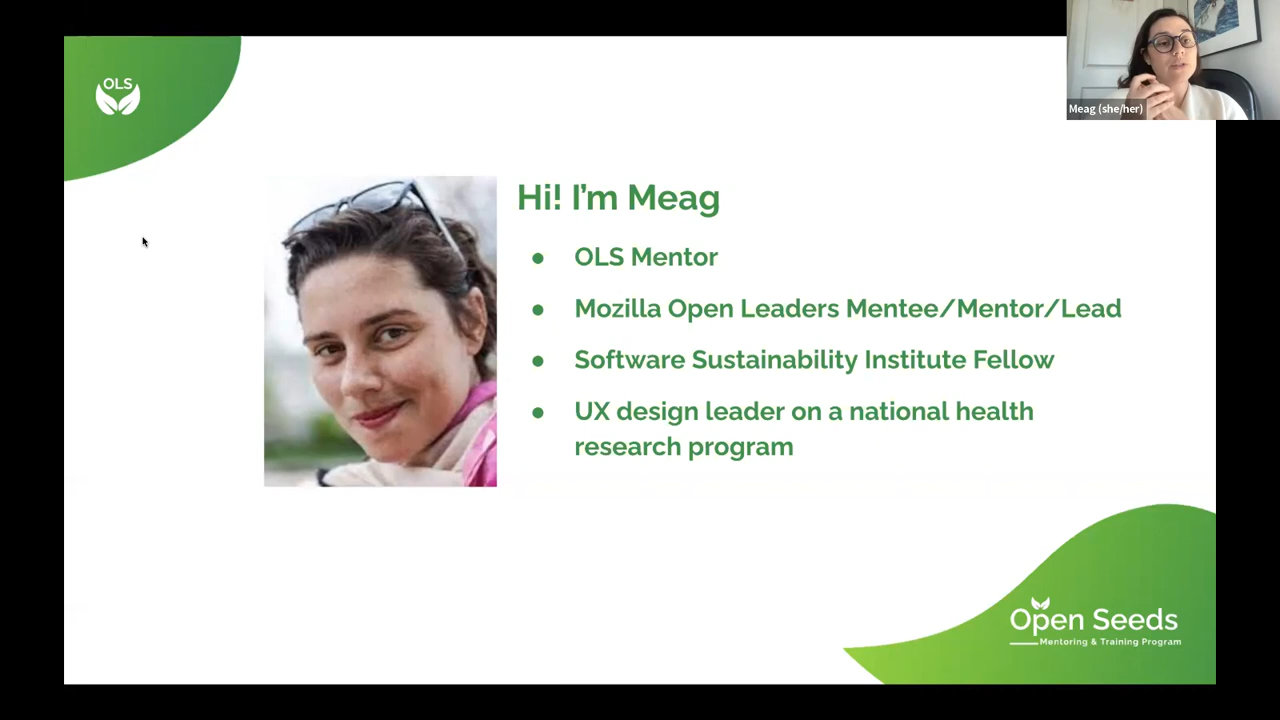 OLS
Meag (she/her)
Hi! I'm Meag
● OLS Mentor
● Mozilla Open Leaders Mentee/Mentor/Lead
● Software Sustainability Institute Fellow
● UX design leader on a national health
research program
Open Seeds
Mentoring & Training Program